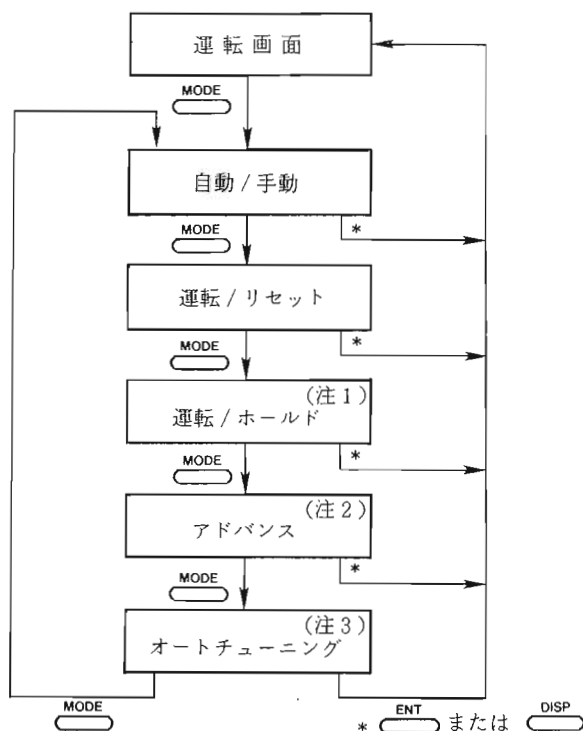 運転画面
MODE
自動/手動
*
MODE
運転/リセット
*
MODE
(注1)
運転/ホールド
*
MODE
(注2)
アドバンス
*
MODE
(注3)
オートチューニング
MODE
* ENT または DISP